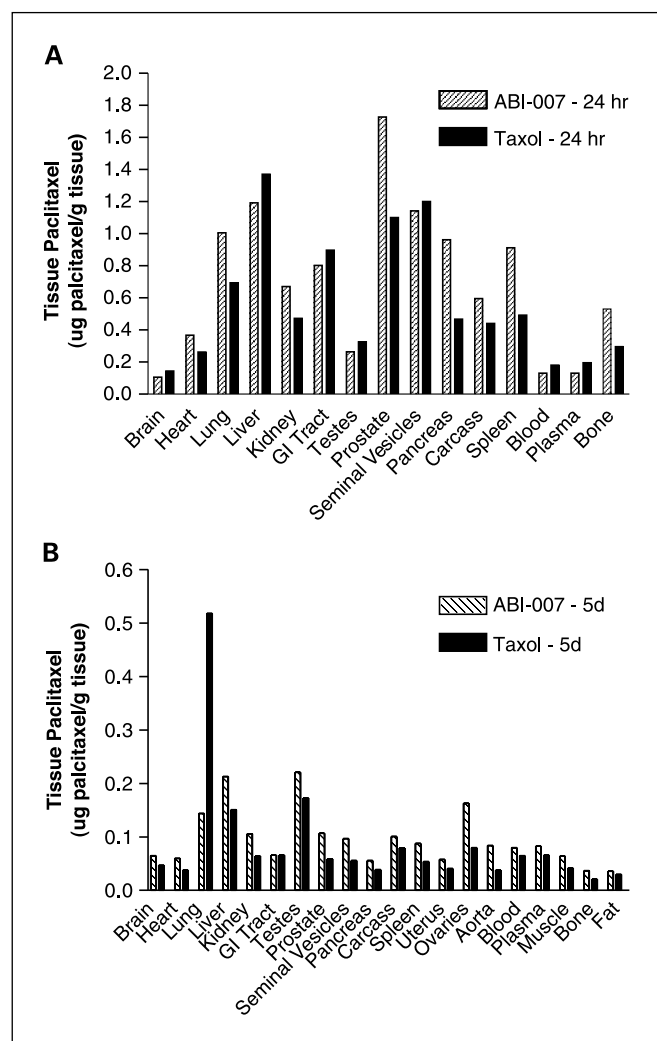 A
Tissue Paclitaxel
(ug palcitaxel/g tissue)
2.0
1.8
1.6
1.4
1.2
1.0
0.8
0.6
0.4
0.2
0.0
ABI-007 - 24 hr
Taxol - 24 hr
Brain
Heart
Lung
Liver
Kidney
GI Tract
Testes
Prostate
Seminal Vesicles
Pancreas
Carcass
Spleen
Blood
Plasma
Bone
B
Tissue Paclitaxel
(ug palcitaxel/g tissue)
0.6
0.5
0.4
0.3
0.2
0.1
0.0
ABI-007 - 5d
Taxol - 5d
Brain
Heart
Lung
Liver
Kidney
GI Tract
Testes
Prostate
Seminal Vesicles
Pancreas
Carcass
Spleen
Uterus
Ovaries
Aorta
Blood
Plasma
Muscle
Bone
Fat